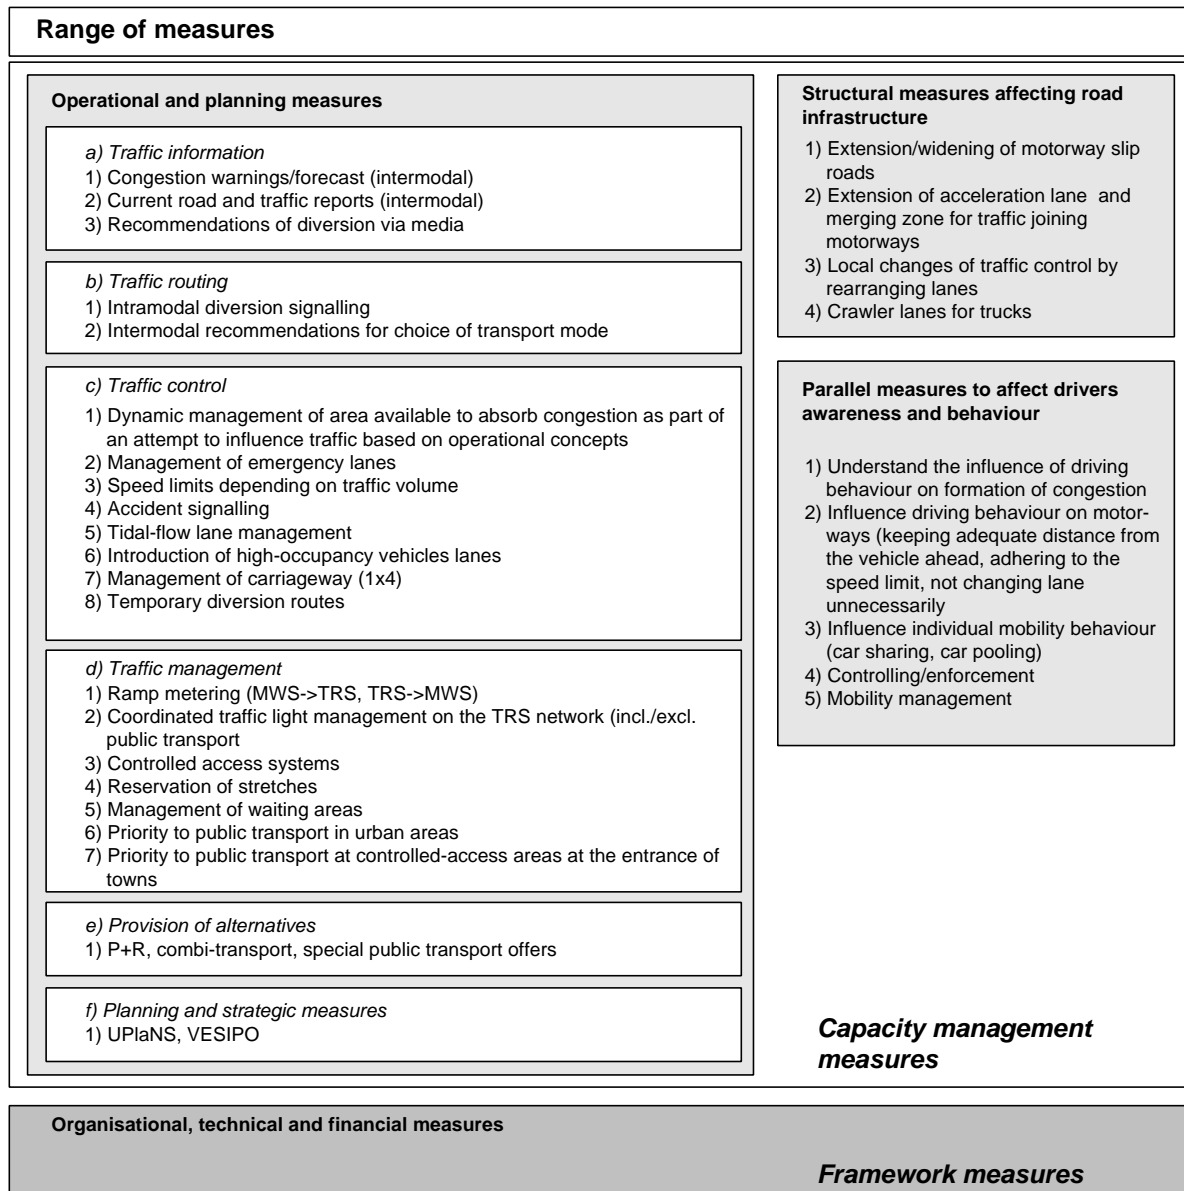 Range of measures
Operational and planning measures
a) Traffic information
1) Congestion warnings/forecast (intermodal)
2) Current road and traffic reports (intermodal)
3) Recommendations of diversion via media
b) Traffic routing
1) Intramodal diversion signalling
2) Intermodal recommendations for choice of transport mode
c) Traffic control
1) Dynamic management of area available to absorb congestion as part of
an attempt to influence traffic based on operational concepts
2) Management of emergency lanes
3) Speed limits depending on traffic volume
4) Accident signalling
5) Tidal-flow lane management
6) Introduction of high-occupancy vehicles lanes
7) Management of carriageway (1x4)
8) Temporary diversion routes
d) Traffic management
1) Ramp metering (MWS->TRS, TRS->MWS)
2) Coordinated traffic light management on the TRS network (incl./excl.
public transport
3) Controlled access systems
4) Reservation of stretches
5) Management of waiting areas
6) Priority to public transport in urban areas
7) Priority to public transport at controlled-access areas at the entrance of
towns
e) Provision of alternatives
1) P+R, combi-transport, special public transport offers
f) Planning and strategic measures
1) UPlaNS, VESIPO
Structural measures affecting road
infrastructure
1) Extension/widening of motorway slip
roads
2) Extension of acceleration lane and
merging zone for traffic joining
motorways
3) Local changes of traffic control by
rearranging lanes
4) Crawler lanes for trucks
Parallel measures to affect drivers
awareness and behaviour
1) Understand the influence of driving
behaviour on formation of congestion
2) Influence driving behaviour on motor-
ways (keeping adequate distance from
the vehicle ahead, adhering to the
speed limit, not changing lane
unnecessarily
3) Influence individual mobility behaviour
(car sharing, car pooling)
4) Controlling/enforcement
5) Mobility management
Capacity management
measures
Organisational, technical and financial measures
Framework measures